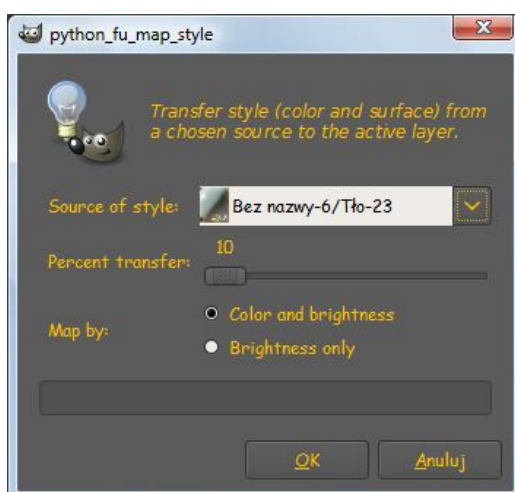 python_fu_map_style
Transfer style (color and surface) from
a chosen source to the active layer.
Source of style: Bez nazwy-6/Tło-23
10
Percent transfer:
Color and brightness
Map by:
Brightness only
OK Anuluj